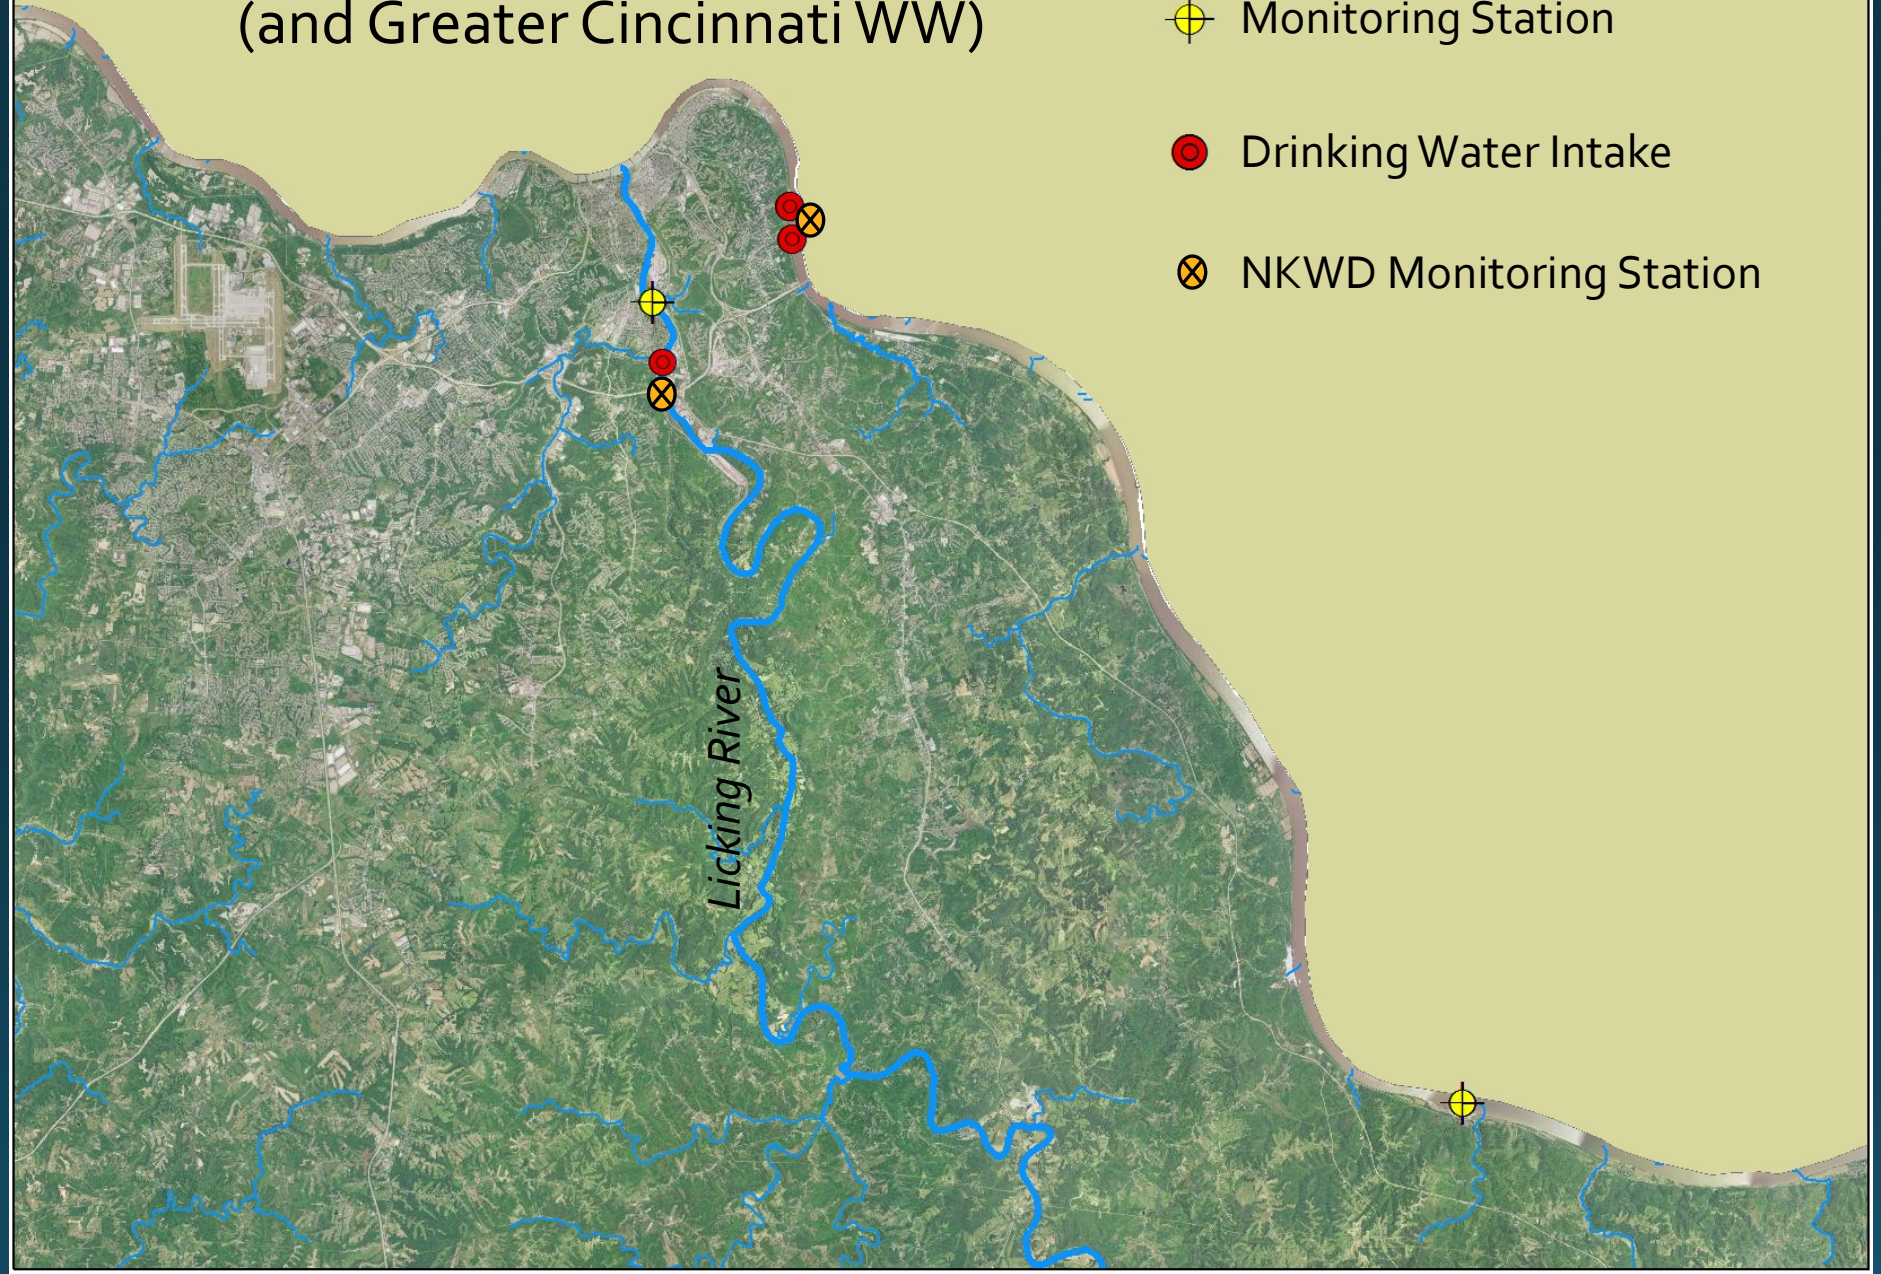 (and Greater Cincinnati WW)
Monitoring Station
Drinking Water Intake
NKWD Monitoring Station
Licking River